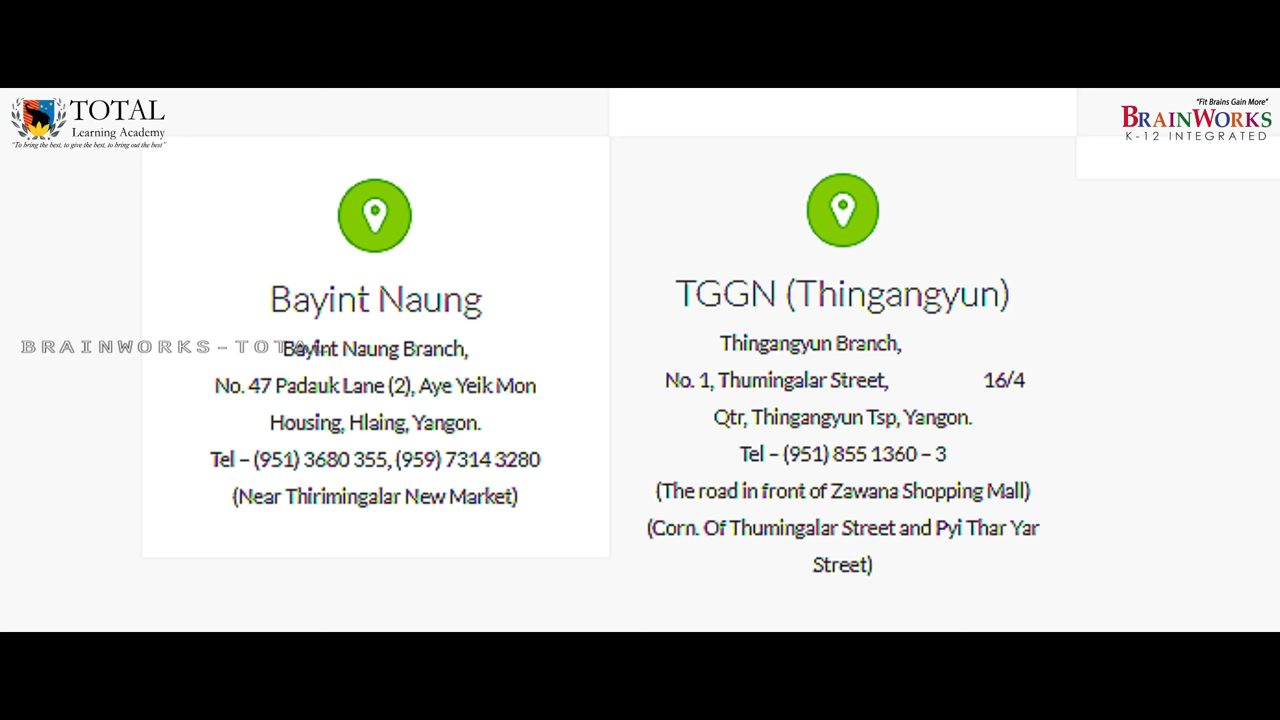 TOTAL
Learning Academy
"To bring the best, to give the best, to bring out the best"
"Fit Brains Gain More"
BRAINWORKS
K-12 INTEGRATED
Bayint Naung
BRAINWORKS-TOTAL
Bayint Naung Branch,
No. 47 Padauk Lane (2), Aye Yeik Mon
Housing, Hlaing, Yangon.
Tel – (951) 3680 355, (959) 7314 3280
(Near Thirimingalar New Market)
TGGN (Thingangyun)
Thingangyun Branch,
No. 1, Thumingalar Street, 16/4
Qtr, Thingangyun Tsp, Yangon.
Tel – (951) 855 1360 – 3
(The road in front of Zawana Shopping Mall)
(Corn. Of Thumingalar Street and Pyi Thar Yar
Street)